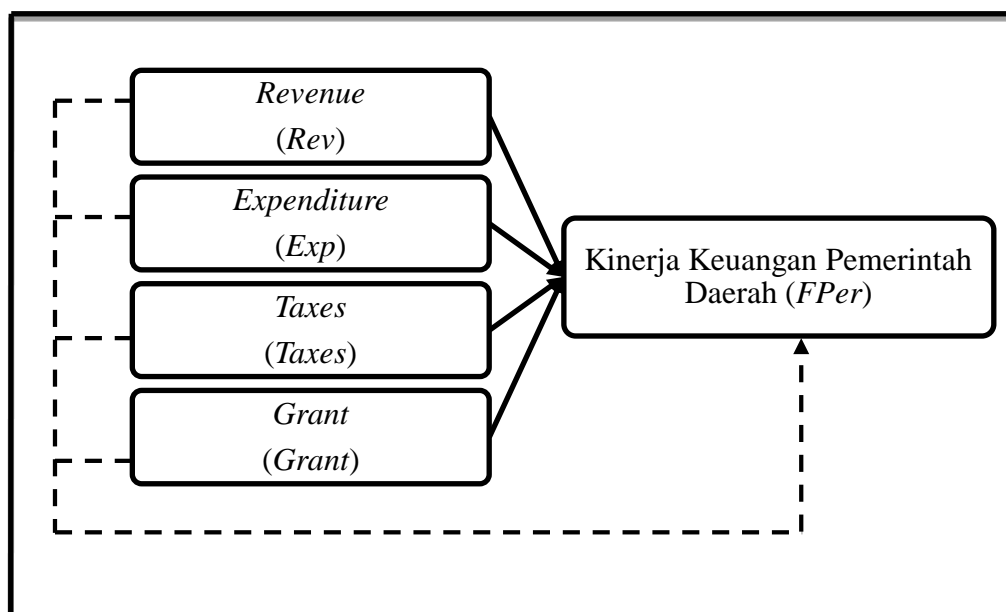 Revenue
(Rev)
Expenditure
(Exp)
Taxes
(Taxes)
Grant
(Grant)
Kinerja Keuangan Pemerintah
Daerah (FPer)